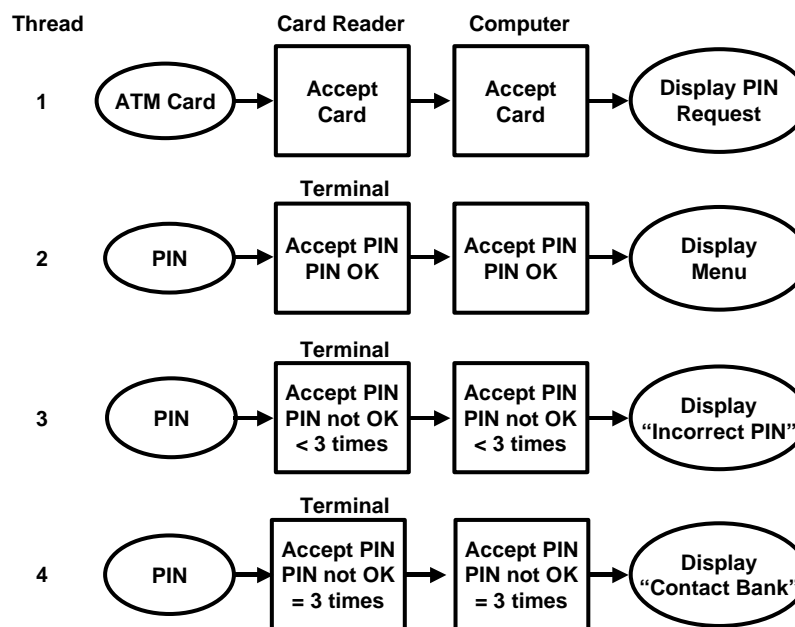 Thread
Card Reader
Computer
1
ATM Card
Accept
Card
Accept
Card
Display PIN
Request
Terminal
2
PIN
Accept PIN
PIN OK
Accept PIN
PIN OK
Display
Menu
Terminal
3
PIN
Accept PIN
PIN not OK
< 3 times
Accept PIN
PIN not OK
< 3 times
Display
“Incorrect PIN”
Terminal
4
PIN
Accept PIN
PIN not OK
= 3 times
Accept PIN
PIN not OK
= 3 times
Display
“Contact Bank”